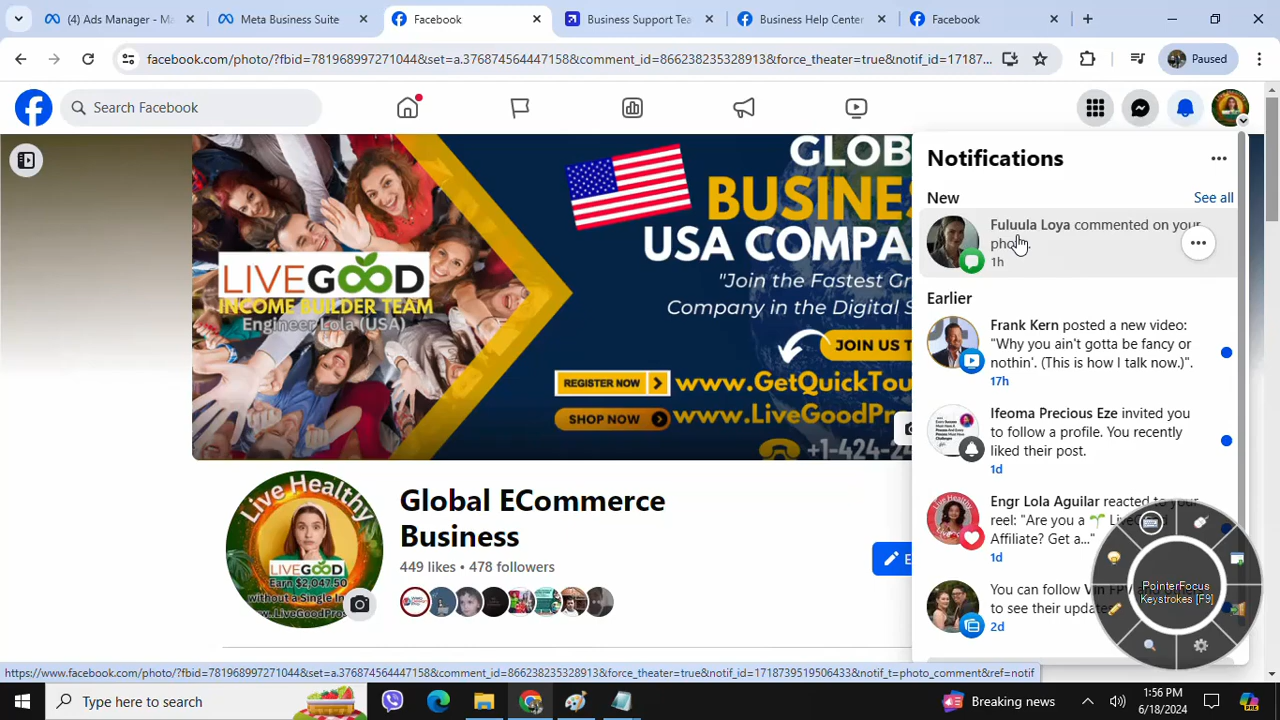 (4) Ads Manager - Ma
Meta Business Suite
Facebook
Business Support Tea
Business Help Center
Facebook
facebook.com/photo/?fbid=781968997271044&set=a.376874564447158&comment_id=866238235328913&force_theater=true&notif_id=17187...
Paused
Search Facebook
GLOB
BUSINES
USA COMPA
"Join the Fastest Gr
Company in the Digital S
LIVEGOOD
INCOME BUILDER TEAM
Engineer Lola (USA)
JOIN US T
REGISTER NOW
www.GetQuickTou
SHOP NOW
www.LiveGoodPr
+1-424-24
Live Healthy
LIVEGOOD
Earn $2,047.50
without a Single
Global ECommerce
Business
449 likes • 478 followers
Notifications
New
See all
Fuluula Loya commented on your
1h
Earlier
Frank Kern posted a new video:
"Why you ain't gotta be fancy or
nothin'. (This is how I talk now.)".
17h
Ifeoma Precious Eze invited you
to follow a profile. You recently
liked their post.
1d
Engr Lola Aguilar reacted to your
reel: "Are you a 🌱 Live
Affiliate? Get a..."
1d
You can follow Vin FPV
to see their updates
2d
PointerFocus
Keystrokes [F9]
https://www.facebook.com/photo/?fbid=781968997271044&set=a.376874564447158&comment_id=866238235328913&force_theater=true&notif_id=1718739519506433&notif_t=photo_comment&ref=notif
Type here to search
Breaking news
1:56 PM
6/18/2024